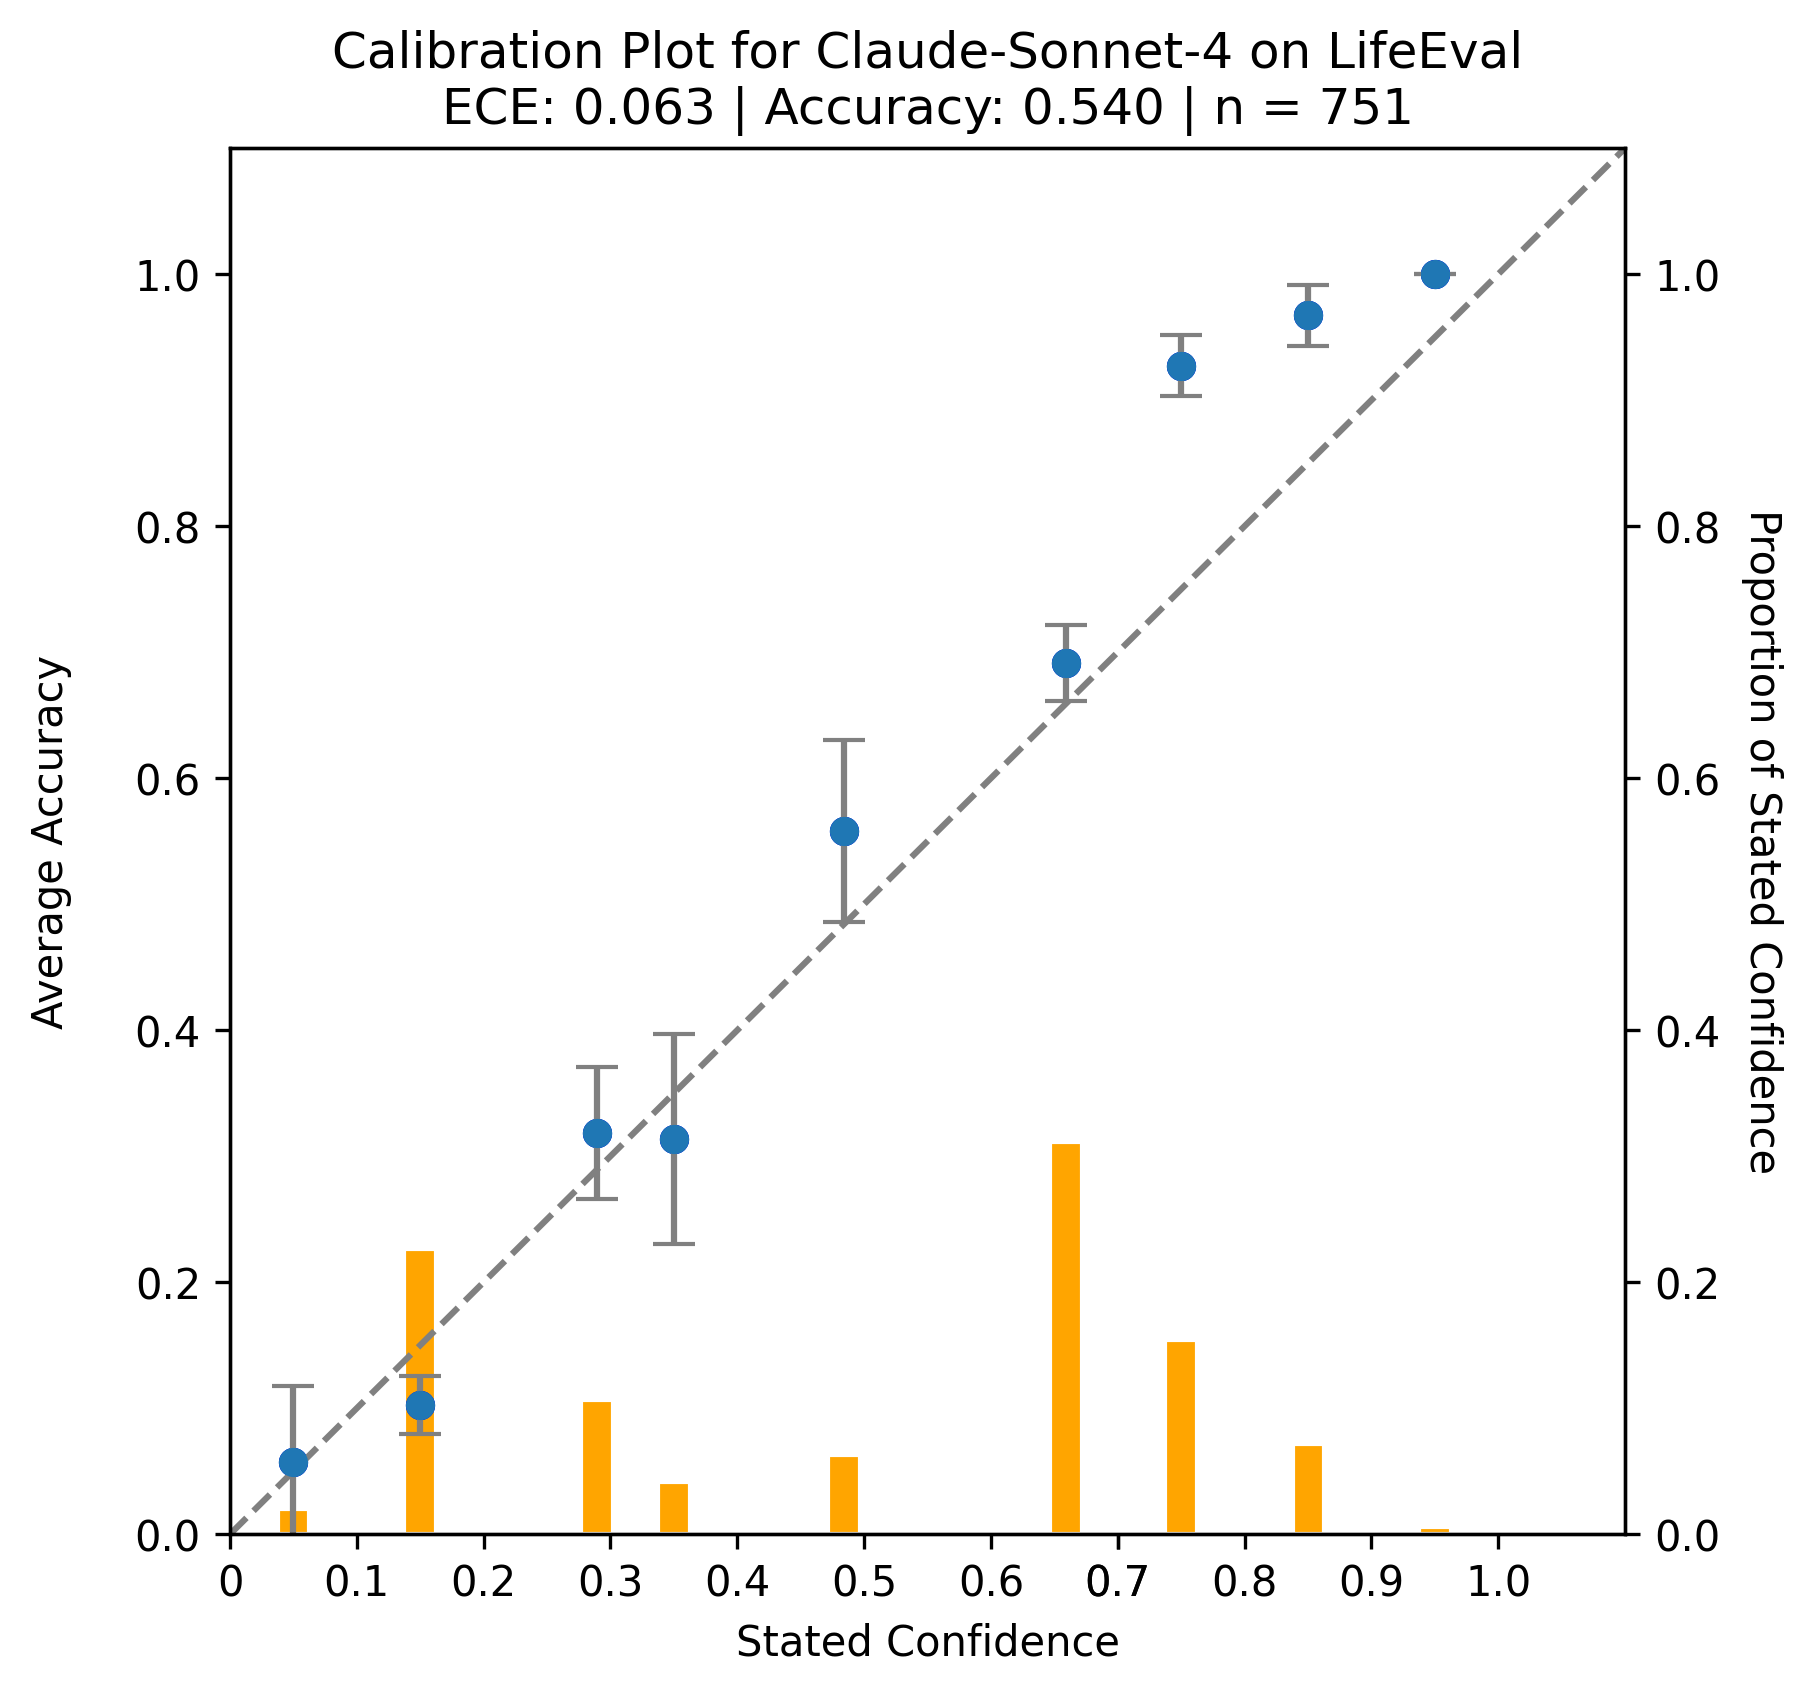 Calibration Plot for Claude-Sonnet-4 on LifeEval
ECE: 0.063 | Accuracy: 0.540 | n = 751
Average Accuracy
1.0
0.8
0.6
0.4
0.2
0.0
0 0.1 0.2 0.3 0.4 0.5 0.6 0.7 0.8 0.9 1.0
Stated Confidence
1.0
0.8
0.6
0.4
0.2
0.0
Proportion of Stated Confidence